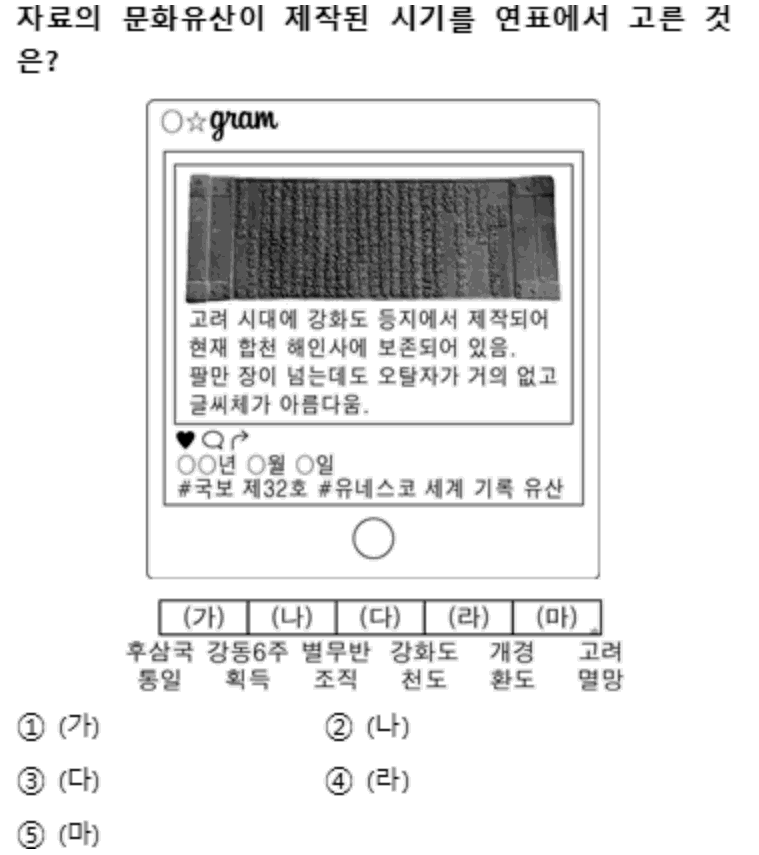 자료의 문화유산이 제작된 시기를 연표에서 고른 것
은?
○☆gram
고려 시대에 강화도 등지에서 제작되어
현재 합천 해인사에 보존되어 있음.
팔만 장이 넘는데도 오탈자가 거의 없고
글씨체가 아름다움.
○○년 ○월 ○일
#국보 제32호 #유네스코 세계 기록 유산
(가) (나) (다) (라) (마)
후삼국 강동6주 별무반 강화도 개경 고려
통일 획득 조직 천도 환도 멸망
① (가) ② (나)
③ (다) ④ (라)
⑤ (마)